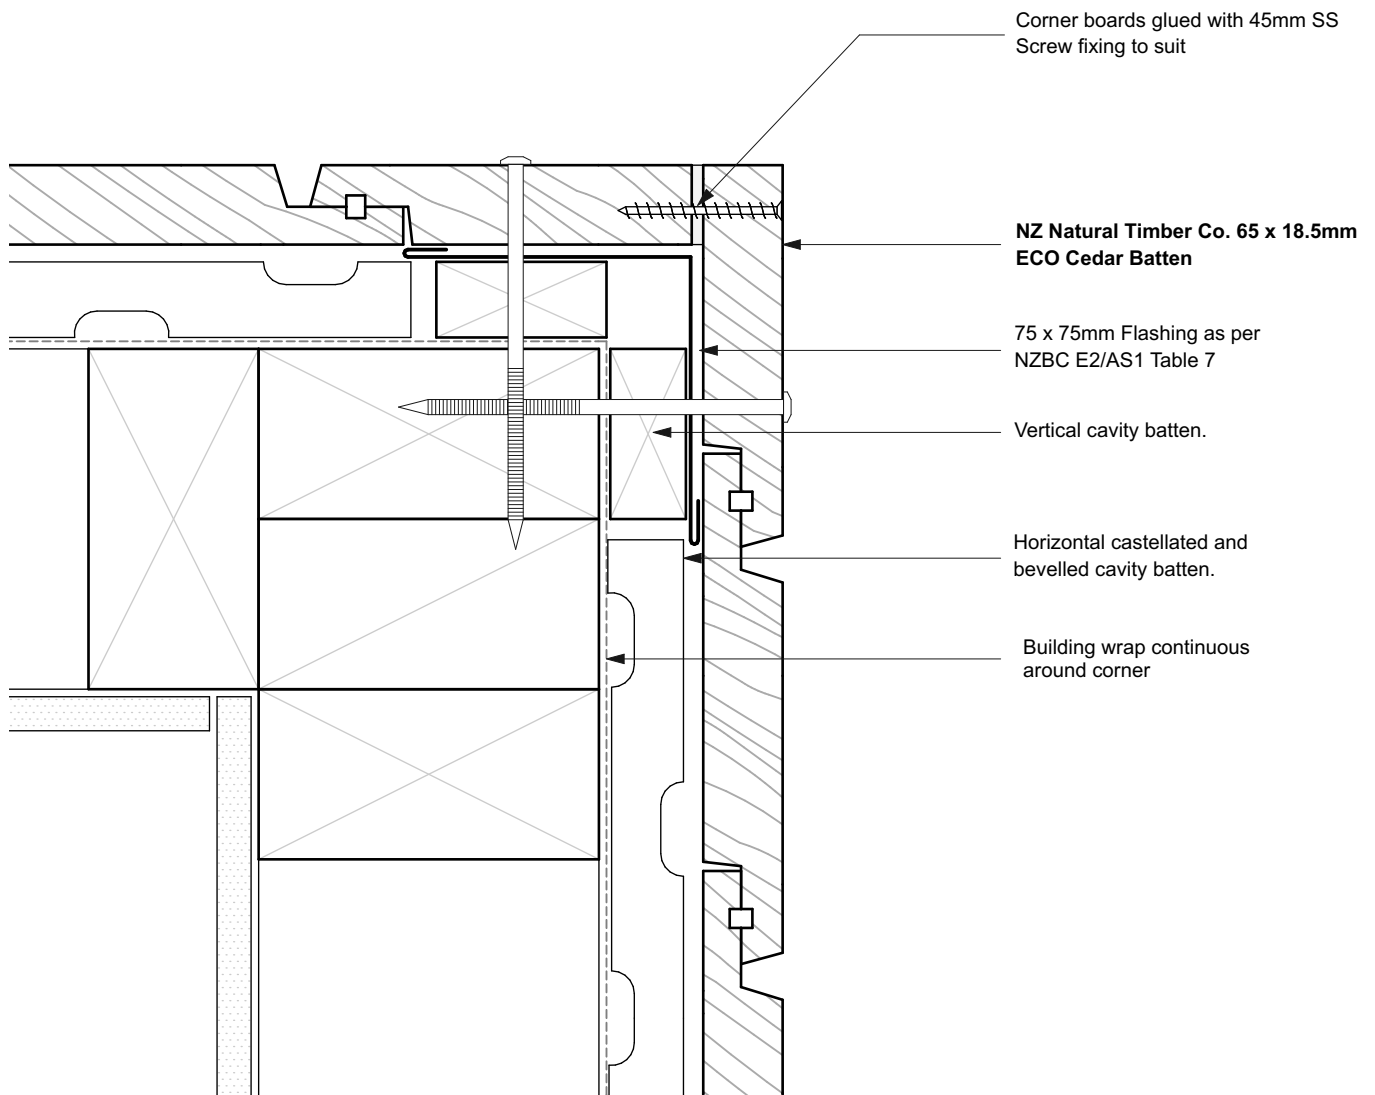 Corner boards glued with 45mm SS
Screw fixing to suit
NZ Natural Timber Co. 65 x 18.5mm
ECO Cedar Batten
75 x 75mm Flashing as per
NZBC E2/AS1 Table 7
Vertical cavity batten.
Horizontal castellated and
bevelled cavity batten.
Building wrap continuous
around corner